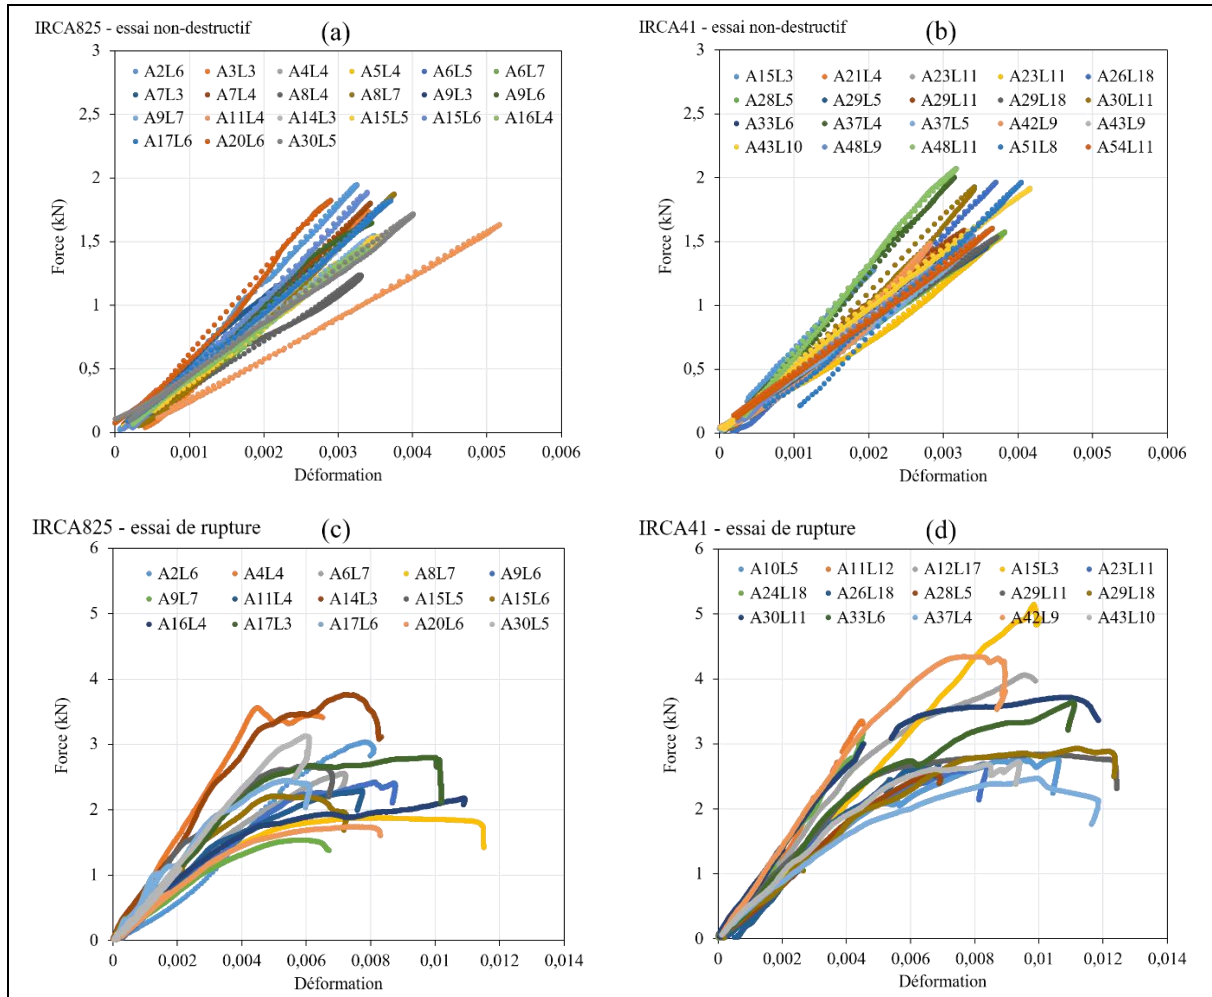 IRCA825 - essai non-destructif
(a)
3
A2L6 A3L3 A4L4 A5L4 A6L5 A6L7
2,5
A7L3 A7L4 A8L4 A8L7 A9L3 A9L6
A9L7 A11L4 A14L3 A15L5 A15L6 A16L4
A17L6 A20L6 A30L5
2
1,5
1
0,5
0
Force (kN)
0 0,001 0,002 0,003 0,004 0,005 0,006
Déformation
IRCA41 - essai non-destructif
(b)
3
A15L3 A21L4 A23L11 A23L11 A26L18
2,5
A28L5 A29L5 A29L11 A29L18 A30L11
A33L6 A37L4 A37L5 A42L9 A43L9
A43L10 A48L9 A48L11 A51L8 A54L11
2
1,5
1
0,5
0
Force (kN)
0 0,001 0,002 0,003 0,004 0,005 0,006
Déformation
IRCA825 - essai de rupture
(c)
6
A2L6 A4L4 A6L7 A8L7 A9L6
A9L7 A11L4 A14L3 A15L5 A15L6
5
A16L4 A17L3 A17L6 A20L6 A30L5
4
3
2
1
0
Force (kN)
0 0,002 0,004 0,006 0,008 0,01 0,012 0,014
Déformation
IRCA41 - essai de rupture
(d)
6
A10L5 A11L12 A12L17 A15L3 A23L11
A24L18 A26L18 A28L5 A29L11 A29L18
5
A30L11 A33L6 A37L4 A42L9 A43L10
4
3
2
1
0
Force (kN)
0 0,002 0,004 0,006 0,008 0,01 0,012 0,014
Déformation